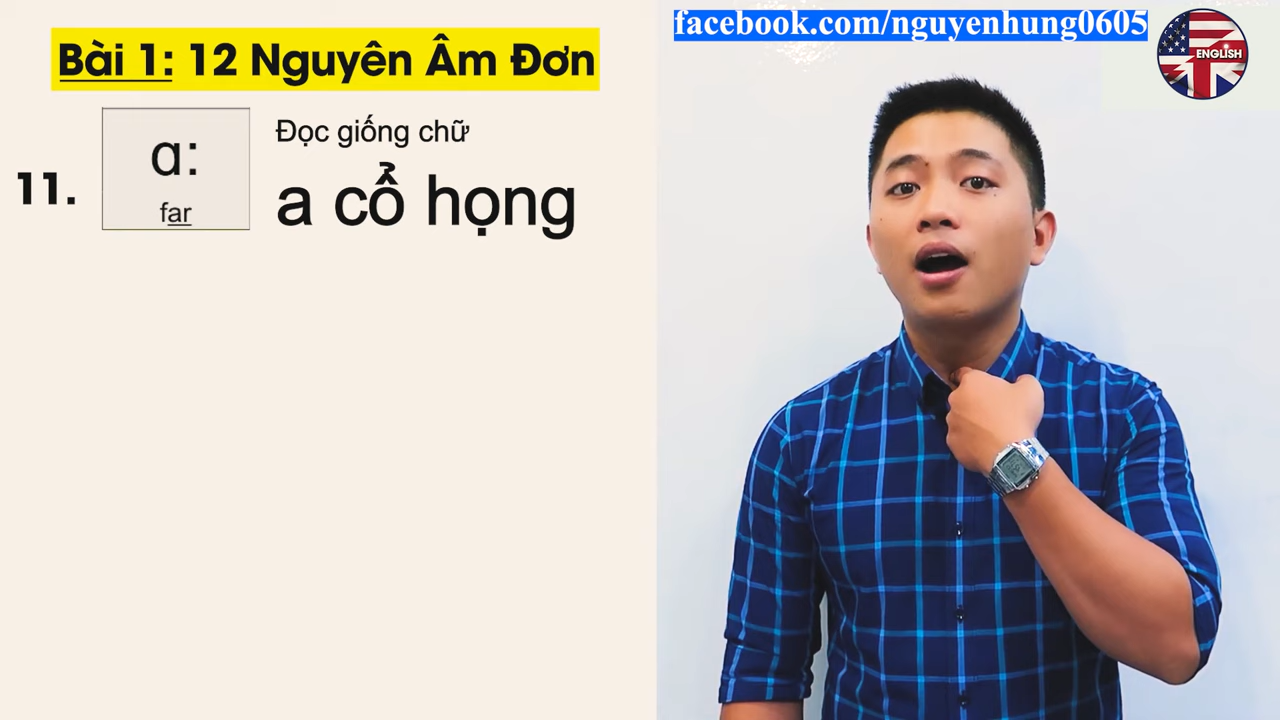 facebook.com/nguyenhung0605
ENGLISH
Bài 1: 12 Nguyên Âm Đơn
11.
ɑ:
far
Đọc giống chữ
a cổ họng